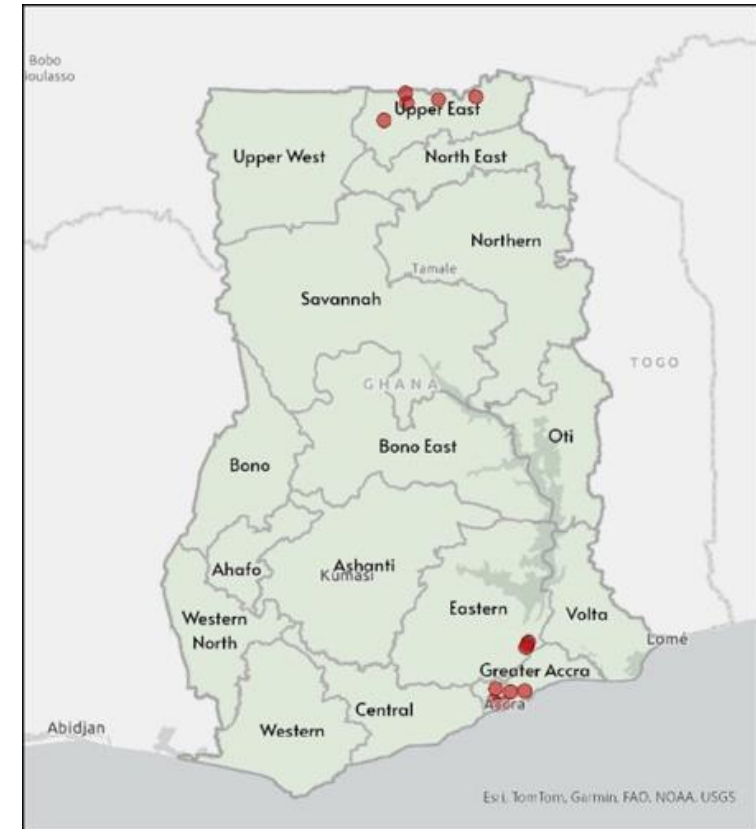 Bobo
ioulasso
Upper East
Upper West
North East
Northern
Tamale
Savannah
TOGO
GHANA
Oti
Bono East
Bono
Ashanti
Ahafo
Kumasi
Eastern
Volta
Western
North
Lomé
Greater Accra
Accra
Central
Abidjan
Western
Esri, TomTom, Garmin, FAO, NOAA, USGS